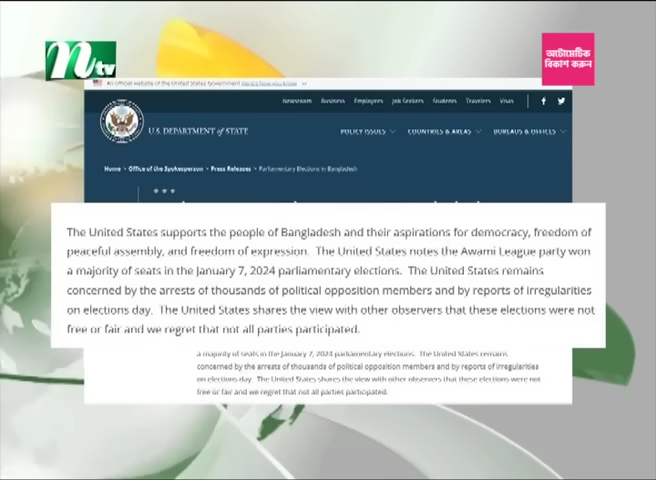 ntv
অটোমেটিক
বিকাশ করুন
An official website of the United States Government Here's how you know
Newsroom Business Employees Job Seekers Students Travelers Visas
U.S. DEPARTMENT of STATE
POLICY ISSUES COUNTRIES & AREAS BUREAUS & OFFICES
Home > Office of the Spokesperson > Press Releases > Parliamentary Elections in Bangladesh
The United States supports the people of Bangladesh and their aspirations for democracy, freedom of
peaceful assembly, and freedom of expression. The United States notes the Awami League party won
a majority of seats in the January 7, 2024 parliamentary elections. The United States remains
concerned by the arrests of thousands of political opposition members and by reports of irregularities
on elections day. The United States shares the view with other observers that these elections were not
free or fair and we regret that not all parties participated.
a majority of seats in the January 7, 2024 parliamentary elections. The United States remains
concerned by the arrests of thousands of political opposition members and by reports of irregularities
on elections day. The United States shares the view with other observers that these elections were not
free or fair and we regret that not all parties participated.